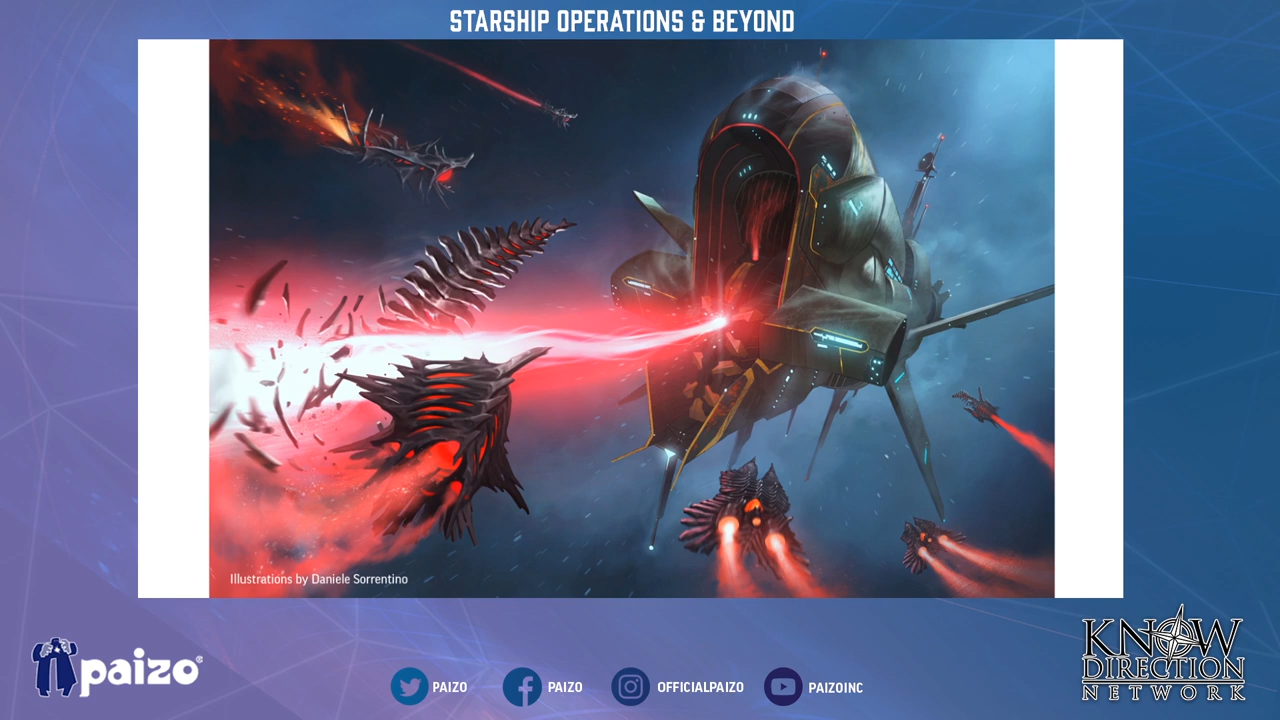 STARSHIP OPERATIONS & BEYOND
Illustrations by Daniele Sorrentino
paizo®
PAIZO
PAIZO
OFFICIALPAIZO
PAIZOINC
KNOW
DIRECTION
NETWORK